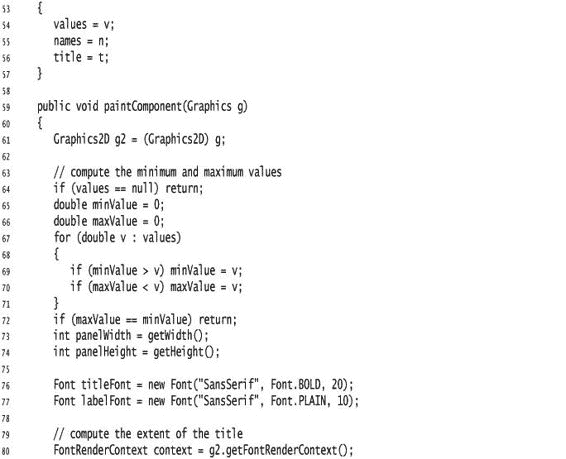 53 {
54 values = v;
55 names = n;
56 title = t;
57 }
58
59 public void paintComponent(Graphics g)
60 {
61 Graphics2D g2 = (Graphics2D) g;
62
63 // compute the minimum and maximum values
64 if (values == null) return;
65 double minValue = 0;
66 double maxValue = 0;
67 for (double v : values)
68 {
69 if (minValue > v) minValue = v;
70 if (maxValue < v) maxValue = v;
71 }
72 if (maxValue == minValue) return;
73 int panelWidth = getWidth();
74 int panelHeight = getHeight();
75
76 Font titleFont = new Font("SansSerif", Font.BOLD, 20);
77 Font labelFont = new Font("SansSerif", Font.PLAIN, 10);
78
79 // compute the extent of the title
80 FontRenderContext context = g2.getFontRenderContext();